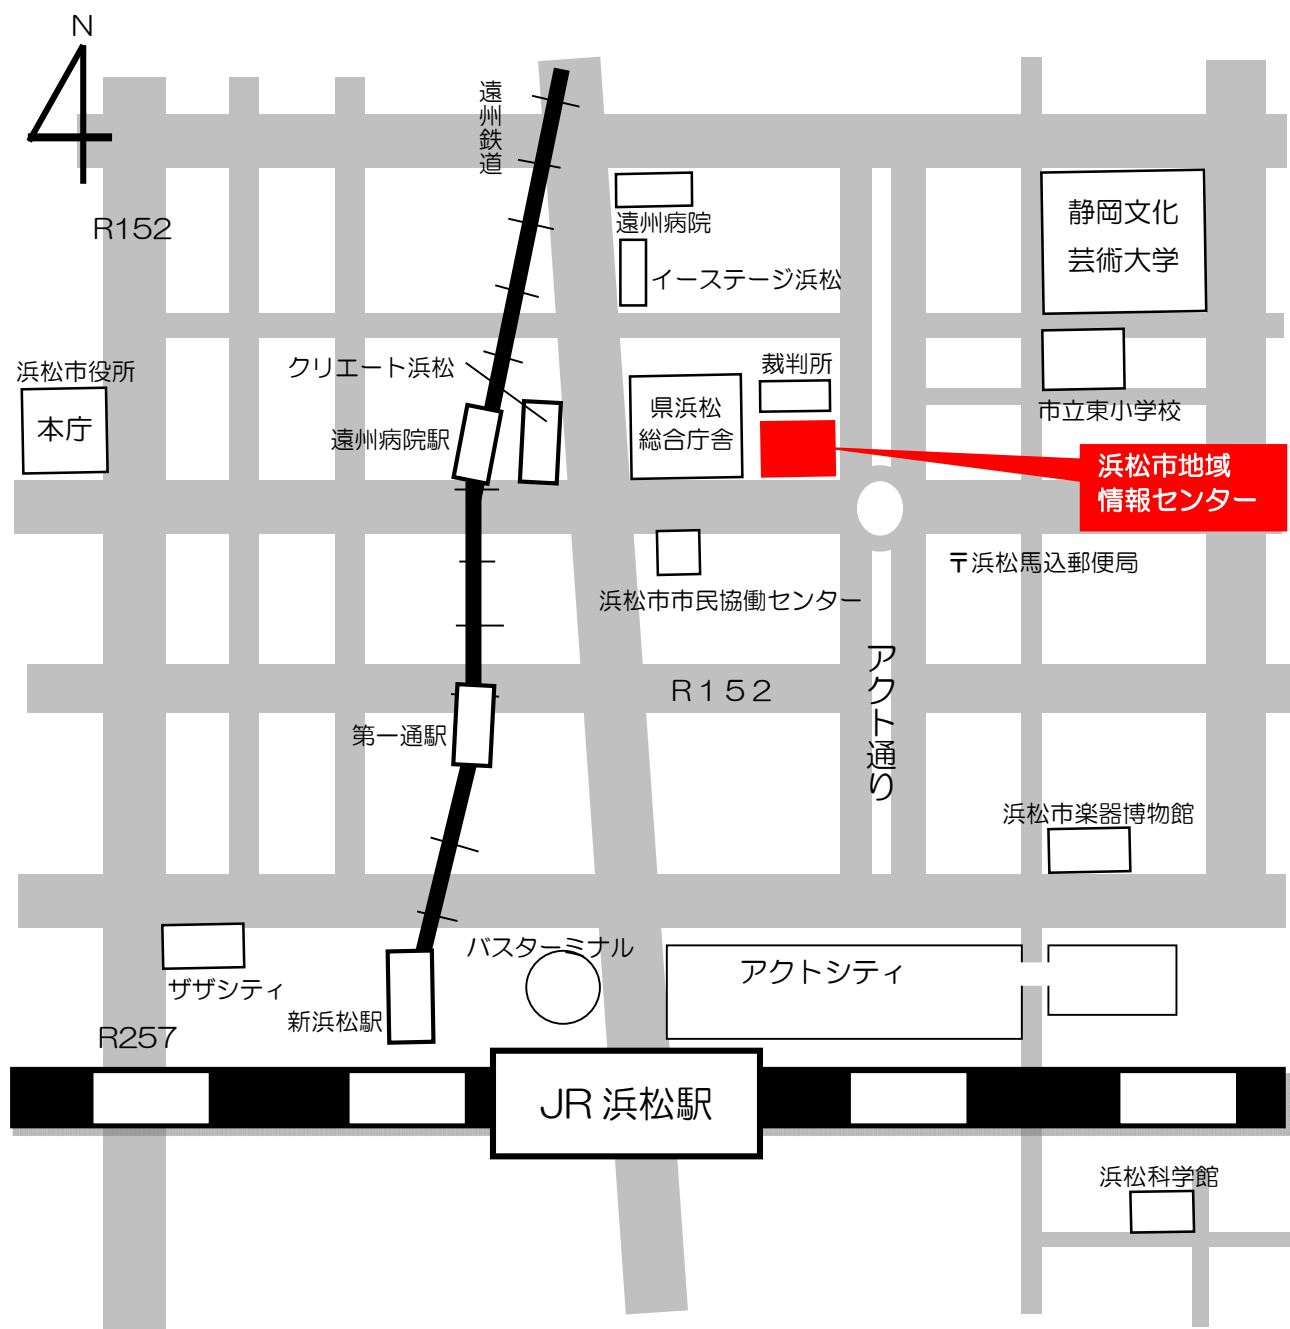 N
遠州鉄道
R152
遠州病院
イーステージ浜松
静岡文化
芸術大学
浜松市役所
本庁
クリエート浜松
遠州病院駅
県浜松
総合庁舎
裁判所
市立東小学校
浜松市地域
情報センター
〒浜松馬込郵便局
浜松市市民協働センター
アクト通り
R152
第一通駅
浜松市楽器博物館
バスターミナル
アクトシティ
ザザシティ
新浜松駅
R257
JR 浜松駅
浜松科学館